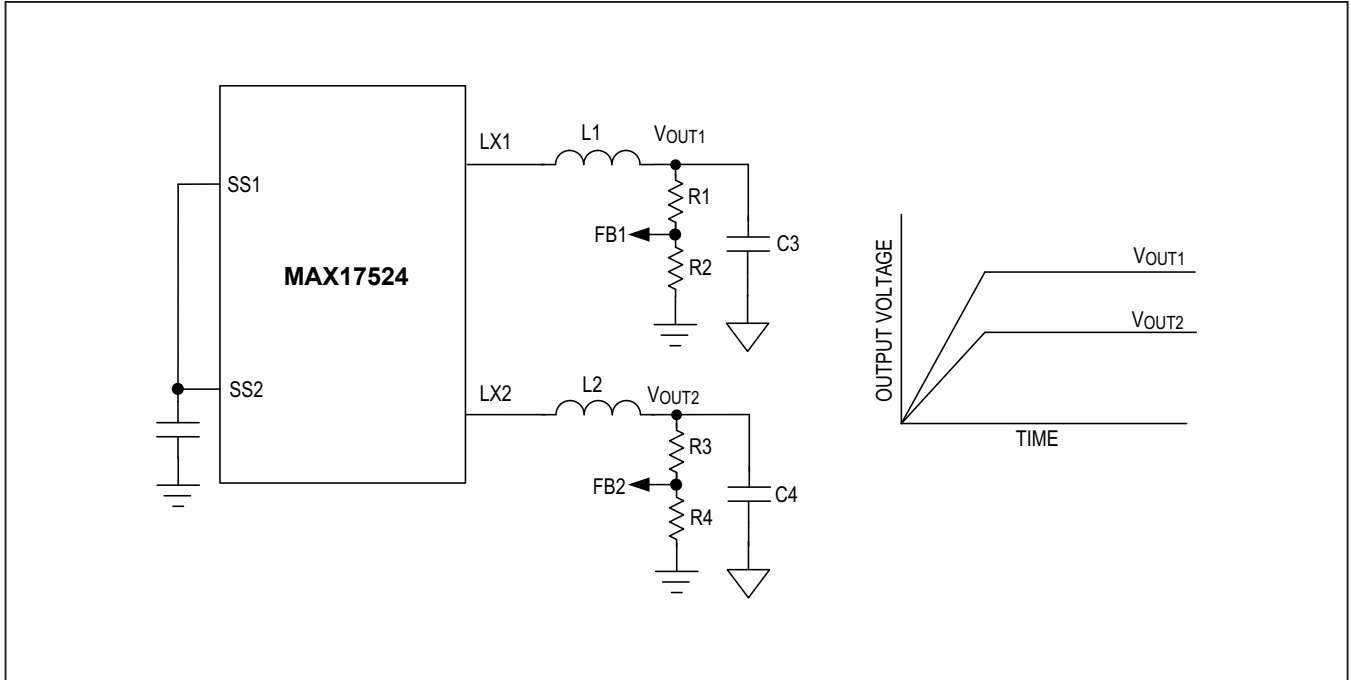 MAX17524
SS1
SS2
LX1
L1
VOUT1
R1
FB1
R2
C3
LX2
L2
VOUT2
R3
FB2
R4
C4
OUTPUT VOLTAGE
VOUT1
VOUT2
TIME